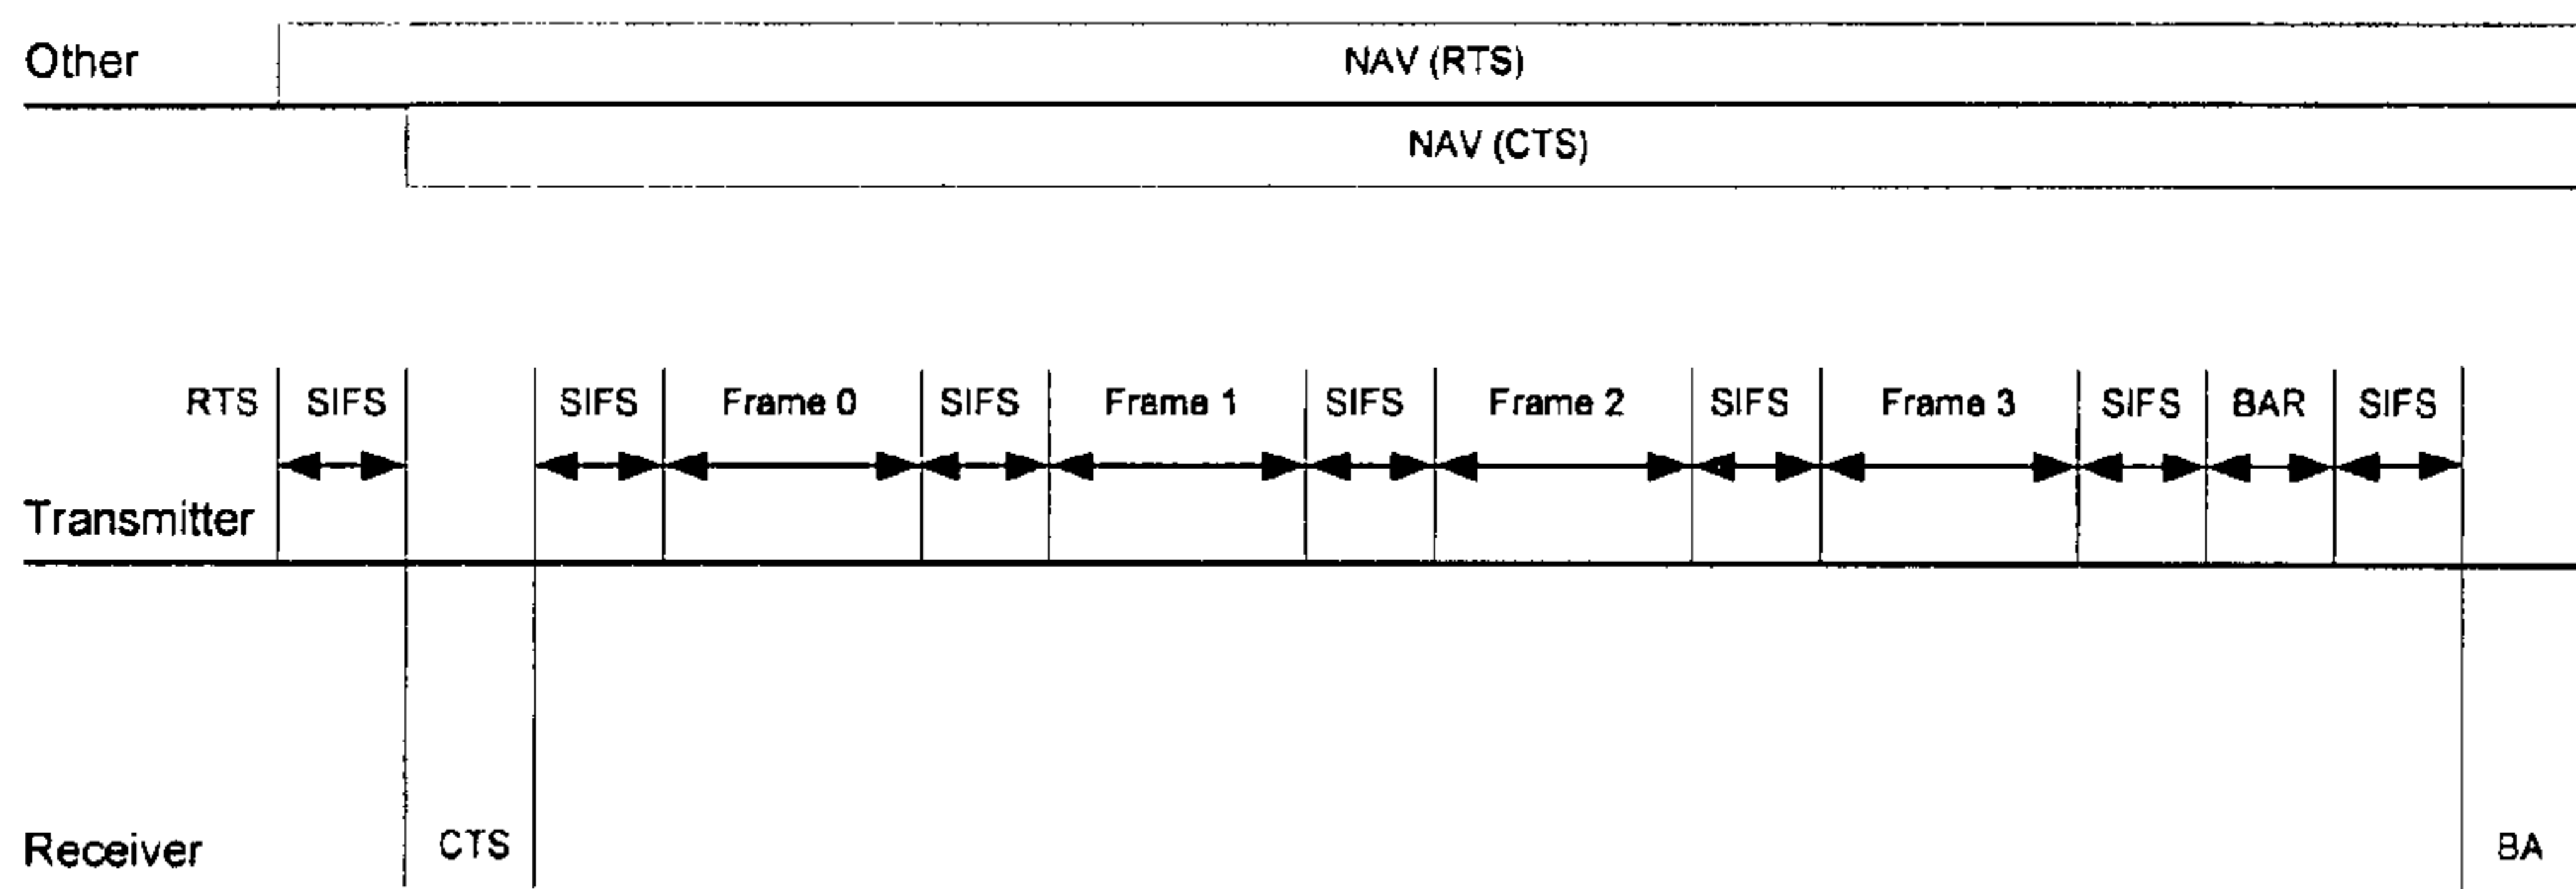 Other
NAV (RTS)
NAV (CTS)
RTS SIFS SIFS Frame 0 SIFS Frame 1 SIFS Frame 2 SIFS Frame 3 SIFS BAR SIFS
Transmitter
Receiver CTS BA